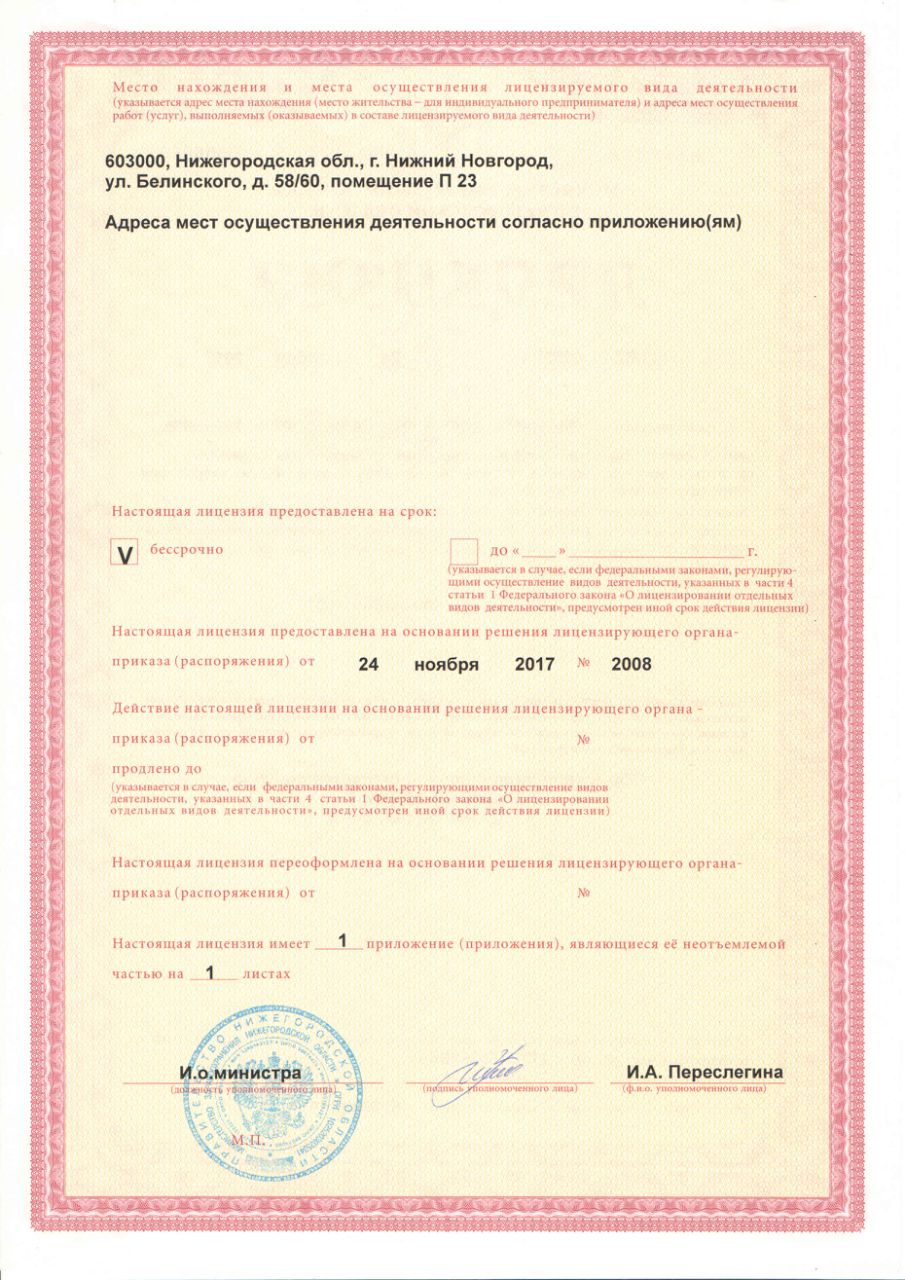 Место нахождения и места осуществления лицензируемого вида деятельности
(указывается адрес места нахождения (место жительства – для индивидуального предпринимателя) и адреса мест осуществления
работ (услуг), выполняемых (оказываемых) в составе лицензируемого вида деятельности)
603000, Нижегородская обл., г. Нижний Новгород,
ул. Белинского, д. 58/60, помещение П 23
Адреса мест осуществления деятельности согласно приложению(ям)
Настоящая лицензия предоставлена на срок:
V бессрочно
до « ____ » ______________________ г.
(указывается в случае, если федеральными законами, регулирую-
щими осуществление видов деятельности, указанных в части 4
статьи 1 Федерального закона «О лицензировании отдельных
видов деятельности», предусмотрен иной срок действия лицензии)
Настоящая лицензия предоставлена на основании решения лицензирующего органа-
приказа (распоряжения) от 24 ноября 2017 № 2008
Действие настоящей лицензии на основании решения лицензирующего органа -
приказа (распоряжения) от №
продлено до
(указывается в случае, если федеральными законами, регулирующими осуществление видов
деятельности, указанных в части 4 статьи 1 Федерального закона «О лицензировании
отдельных видов деятельности», предусмотрен иной срок действия лицензии)
Настоящая лицензия переоформлена на основании решения лицензирующего органа-
приказа (распоряжения) от №
Настоящая лицензия имеет 1 приложение (приложения), являющиеся её неотъемлемой
частью на 1 листах
И.о.министра И.А. Переслегина
(должность уполномоченного лица) (подпись уполномоченного лица) (ф.и.о. уполномоченного лица)
М.П.
ПРАВИТЕЛЬСТВО НИЖЕГОРОДСКОЙ ОБЛАСТИ
МИНИСТЕРСТВО ЗДРАВООХРАНЕНИЯ НИЖЕГОРОДСКОЙ ОБЛАСТИ